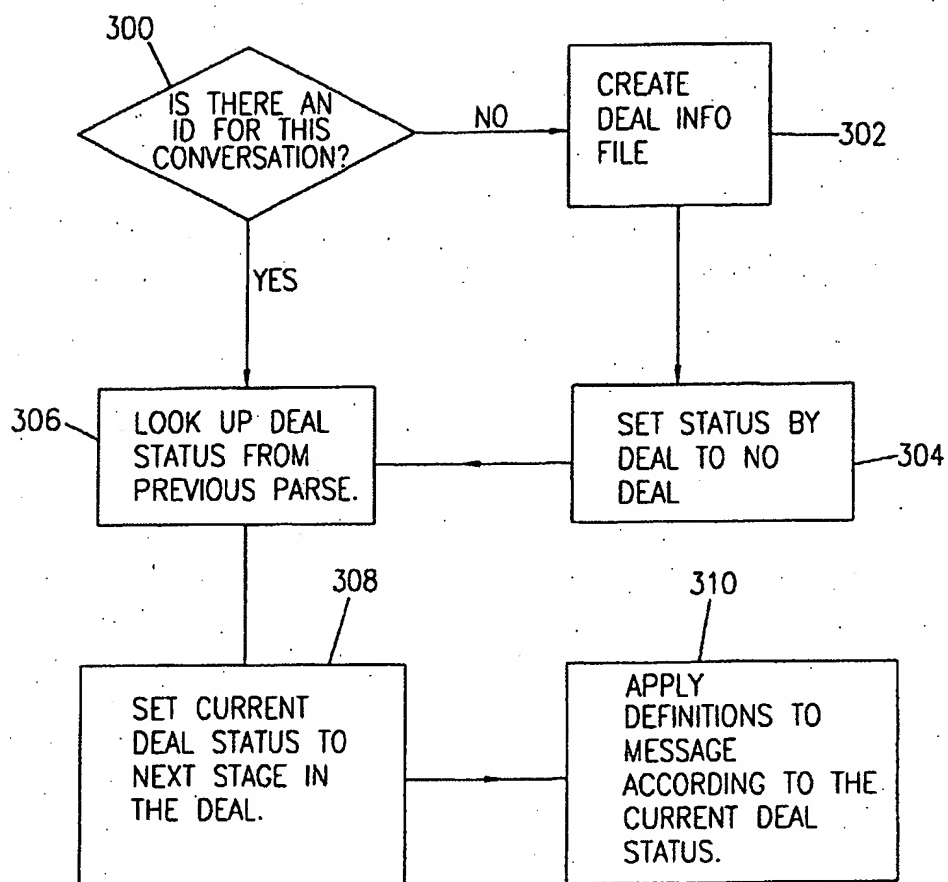 300
IS THERE AN
ID FOR THIS
CONVERSATION?
NO
CREATE
DEAL INFO
FILE
302
YES
306
LOOK UP DEAL
STATUS FROM
PREVIOUS PARSE.
SET STATUS BY
DEAL TO NO
DEAL
304
308
SET CURRENT
DEAL STATUS TO
NEXT STAGE IN
THE DEAL.
310
APPLY
DEFINITIONS TO
MESSAGE
ACCORDING TO THE
CURRENT DEAL
STATUS.